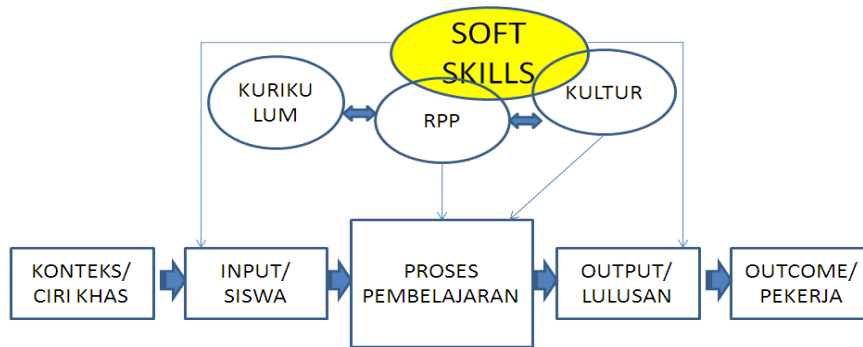 SOFT
SKILLS
KURIKU
LUM
RPP
KULTUR
KONTEKS/
CIRI KHAS
INPUT/
SISWA
PROSES
PEMBELAJARAN
OUTPUT/
LULUSAN
OUTCOME/
PEKERJA